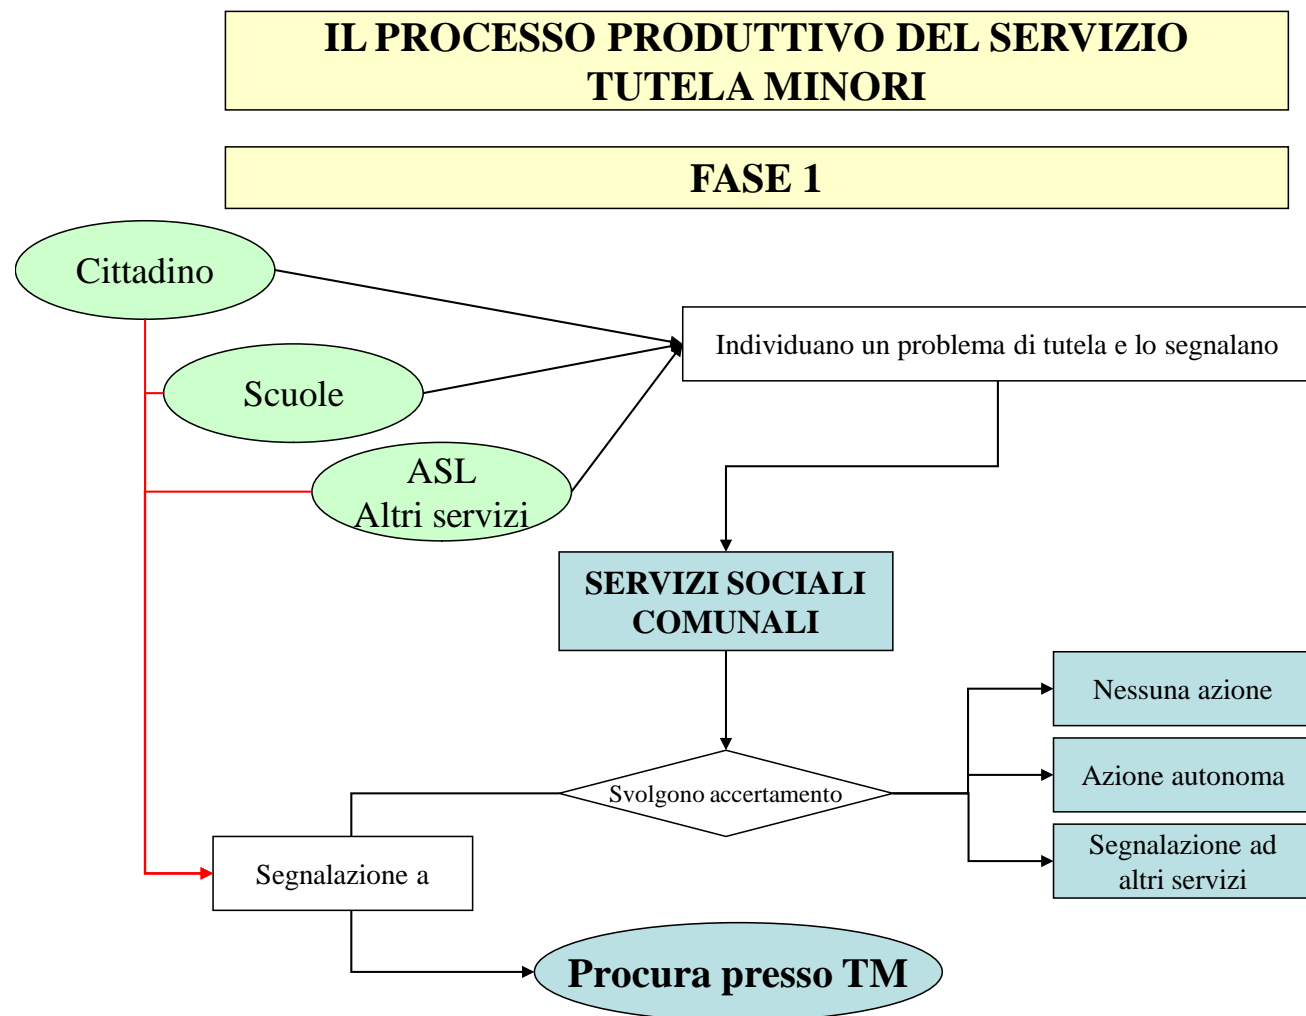 IL PROCESSO PRODUTTIVO DEL SERVIZIO
TUTELA MINORI
FASE 1
Cittadino
Individuano un problema di tutela e lo segnalano
Scuole
ASL
Altri servizi
SERVIZI SOCIALI
COMUNALI
Nessuna azione
Azione autonoma
Svolgono accertamento
Segnalazione ad
altri servizi
Segnalazione a
Procura presso TM